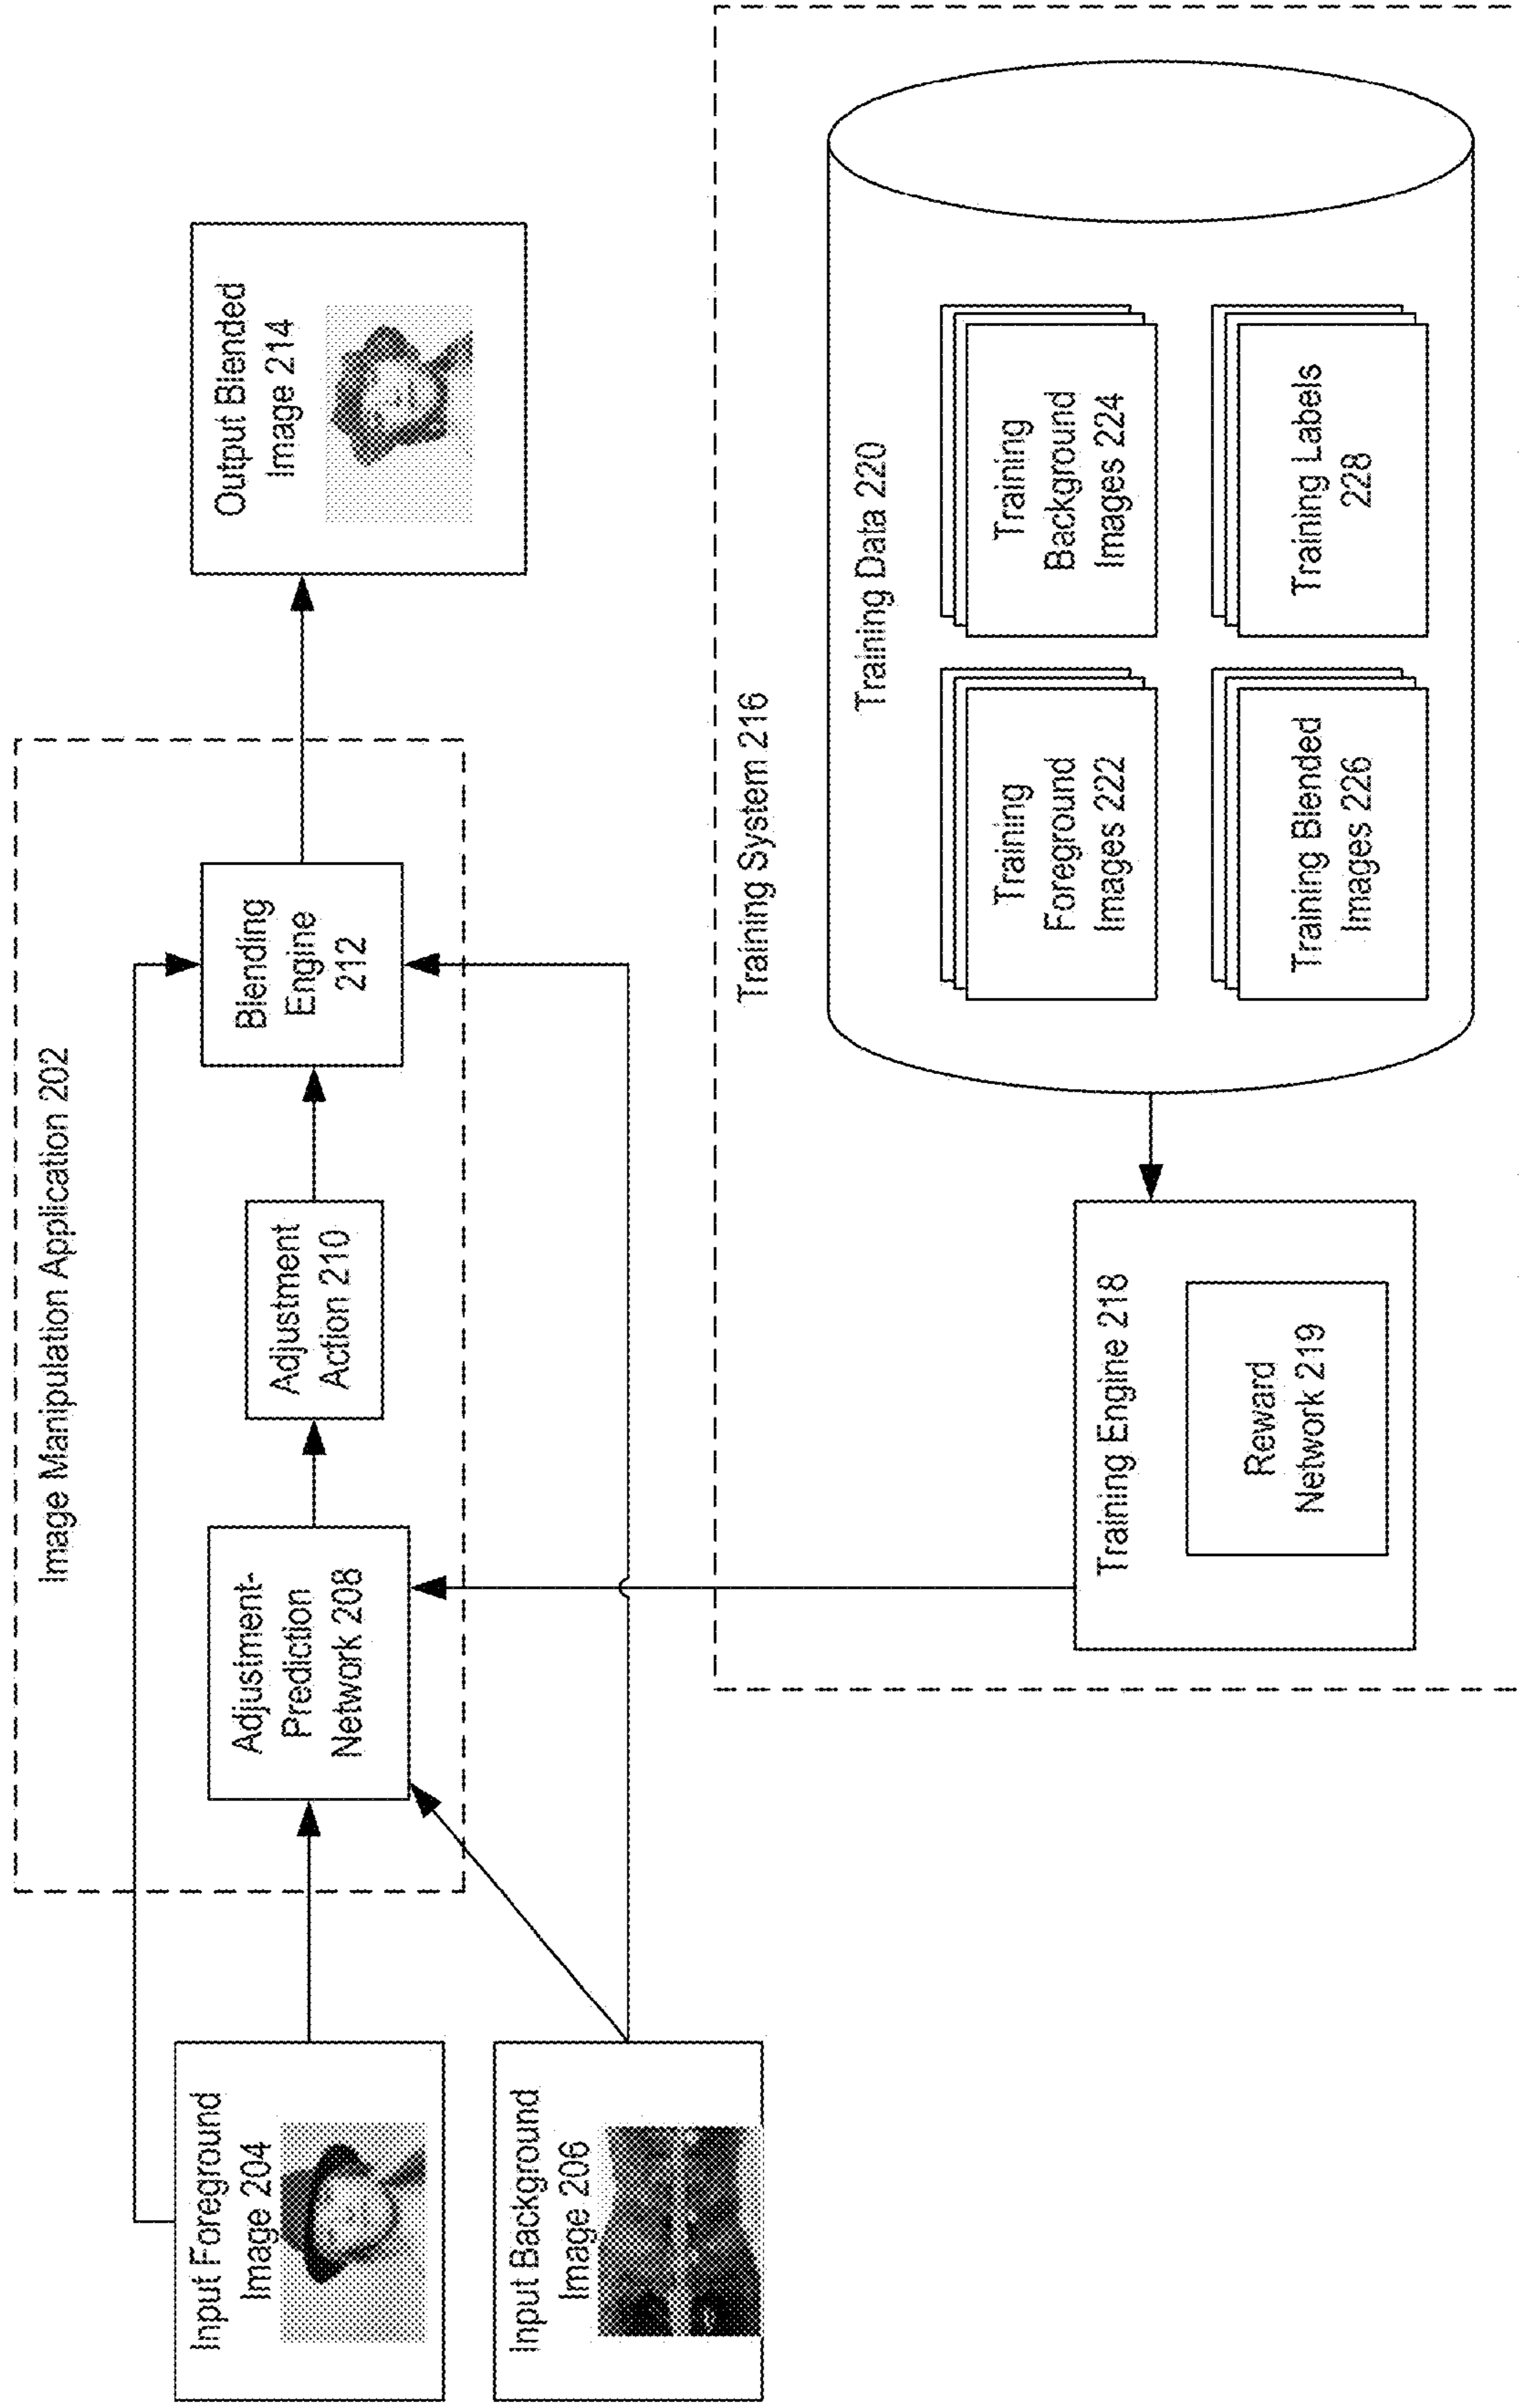 Image Manipulation Application 202
Input Foreground
Image 204
Input Background
Image 206
Adjustment-
Prediction
Network 208
Adjustment
Action 210
Blending
Engine
212
Output Blended
Image 214
Training System 216
Training Engine 218
Reward
Network 219
Training Data 220
Training
Foreground
Images 222
Training
Background
Images 224
Training Blended
Images 226
Training Labels
228